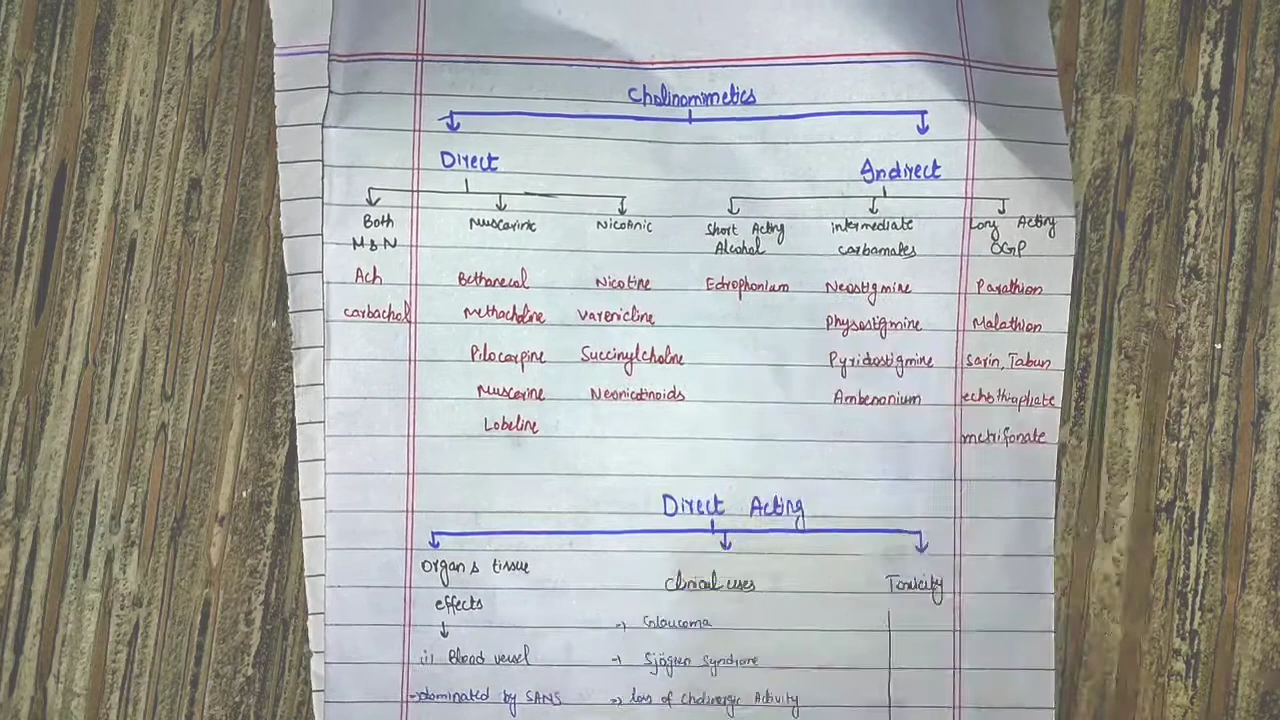 Cholinomimetics
Direct
Indirect
Both M & N
Muscarinic
Nicotinic
Short Acting Alcohol
intermediate carbamates
Long Acting OGP
Ach
Bethanecol
Nicotine
Edrophonium
Neostigmine
Parathion
carbachol
Methacholine
varenicline
Physostigmine
Malathion
Pilocarpine
Succinylcholine
Pyridostigmine
Sarin, Tabun
Muscarine
Neonictinoids
Ambenonium
echothiaphate
Lobeline
metrifonate
Direct Acting
organ & tissue
effects
clinical uses
Toxicity
→ Glaucoma
i) Blood vessel
→ Sjögren Syndrome
→ dominated by SANS
→ loss of cholinergic Activity